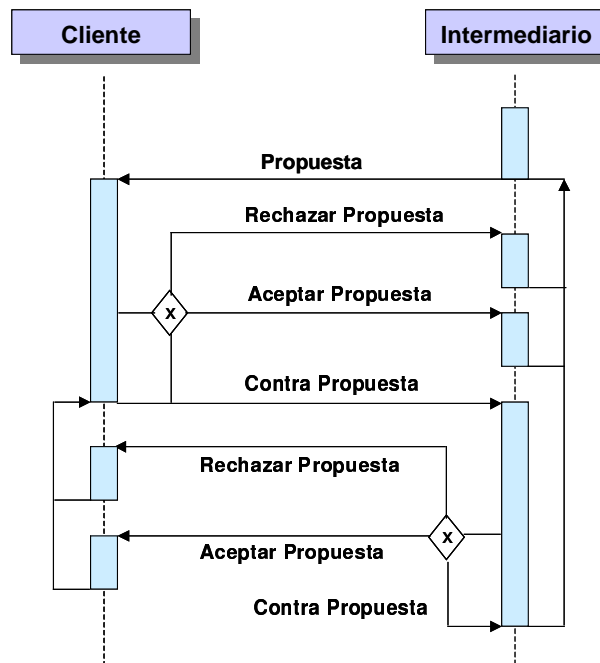 Cliente
Intermediario
Propuesta
Rechazar Propuesta
x
Aceptar Propuesta
Contra Propuesta
Rechazar Propuesta
x
Aceptar Propuesta
Contra Propuesta